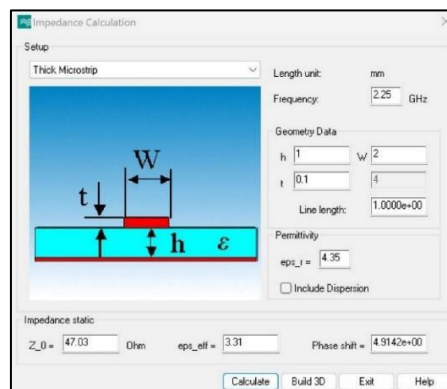 Impedance Calculation
Setup
Thick Microstrip
Length unit: mm
Frequency: 2.25 GHz
W
t
h ε
Geometry Data
h 1 W 2
t 0.1 4
Line length: 1.0000e+00
Permittivity
eps_r = 4.35
Include Dispersion
Impedance static
Z_0 = 47.03 Ohm eps_eff = 3.31 Phase shift = 4.9142e+00
Calculate Build 3D Exit Help